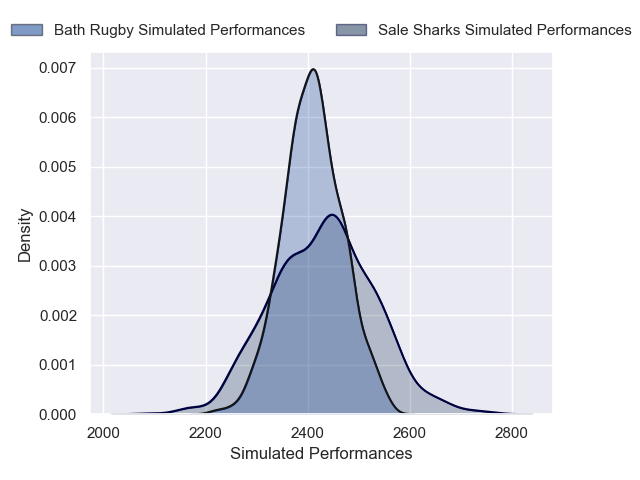 Bath Rugby Simulated Performances
Sale Sharks Simulated Performances
0.007
0.006
0.005
0.004
0.003
0.002
0.001
0.000
Density
2000 2200 2400 2600 2800
Simulated Performances